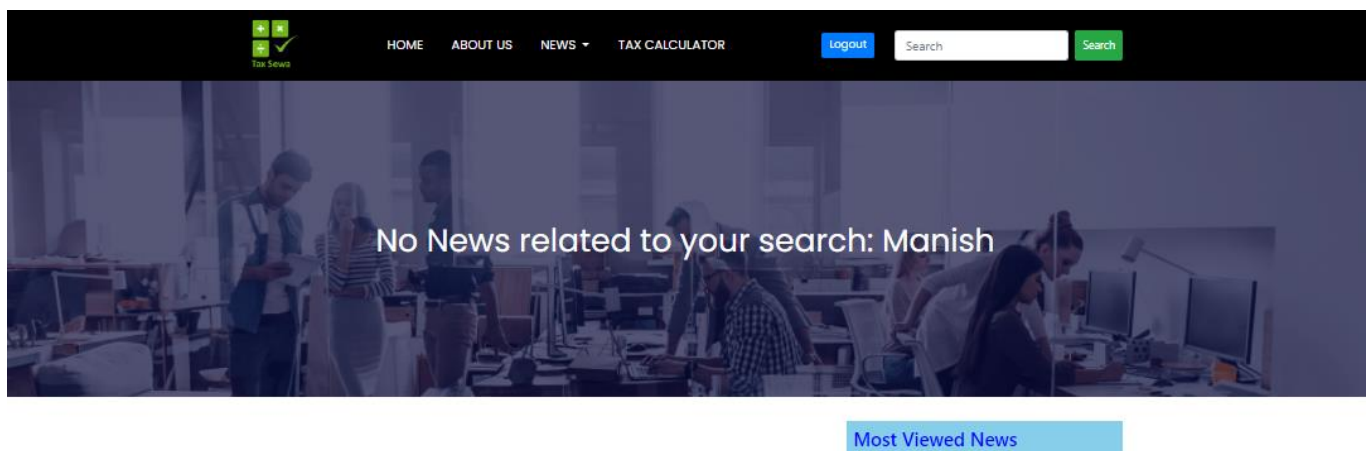 Tax Sewa
HOME ABOUT US NEWS TAX CALCULATOR Logout Search Search
No News related to your search: Manish
Most Viewed News